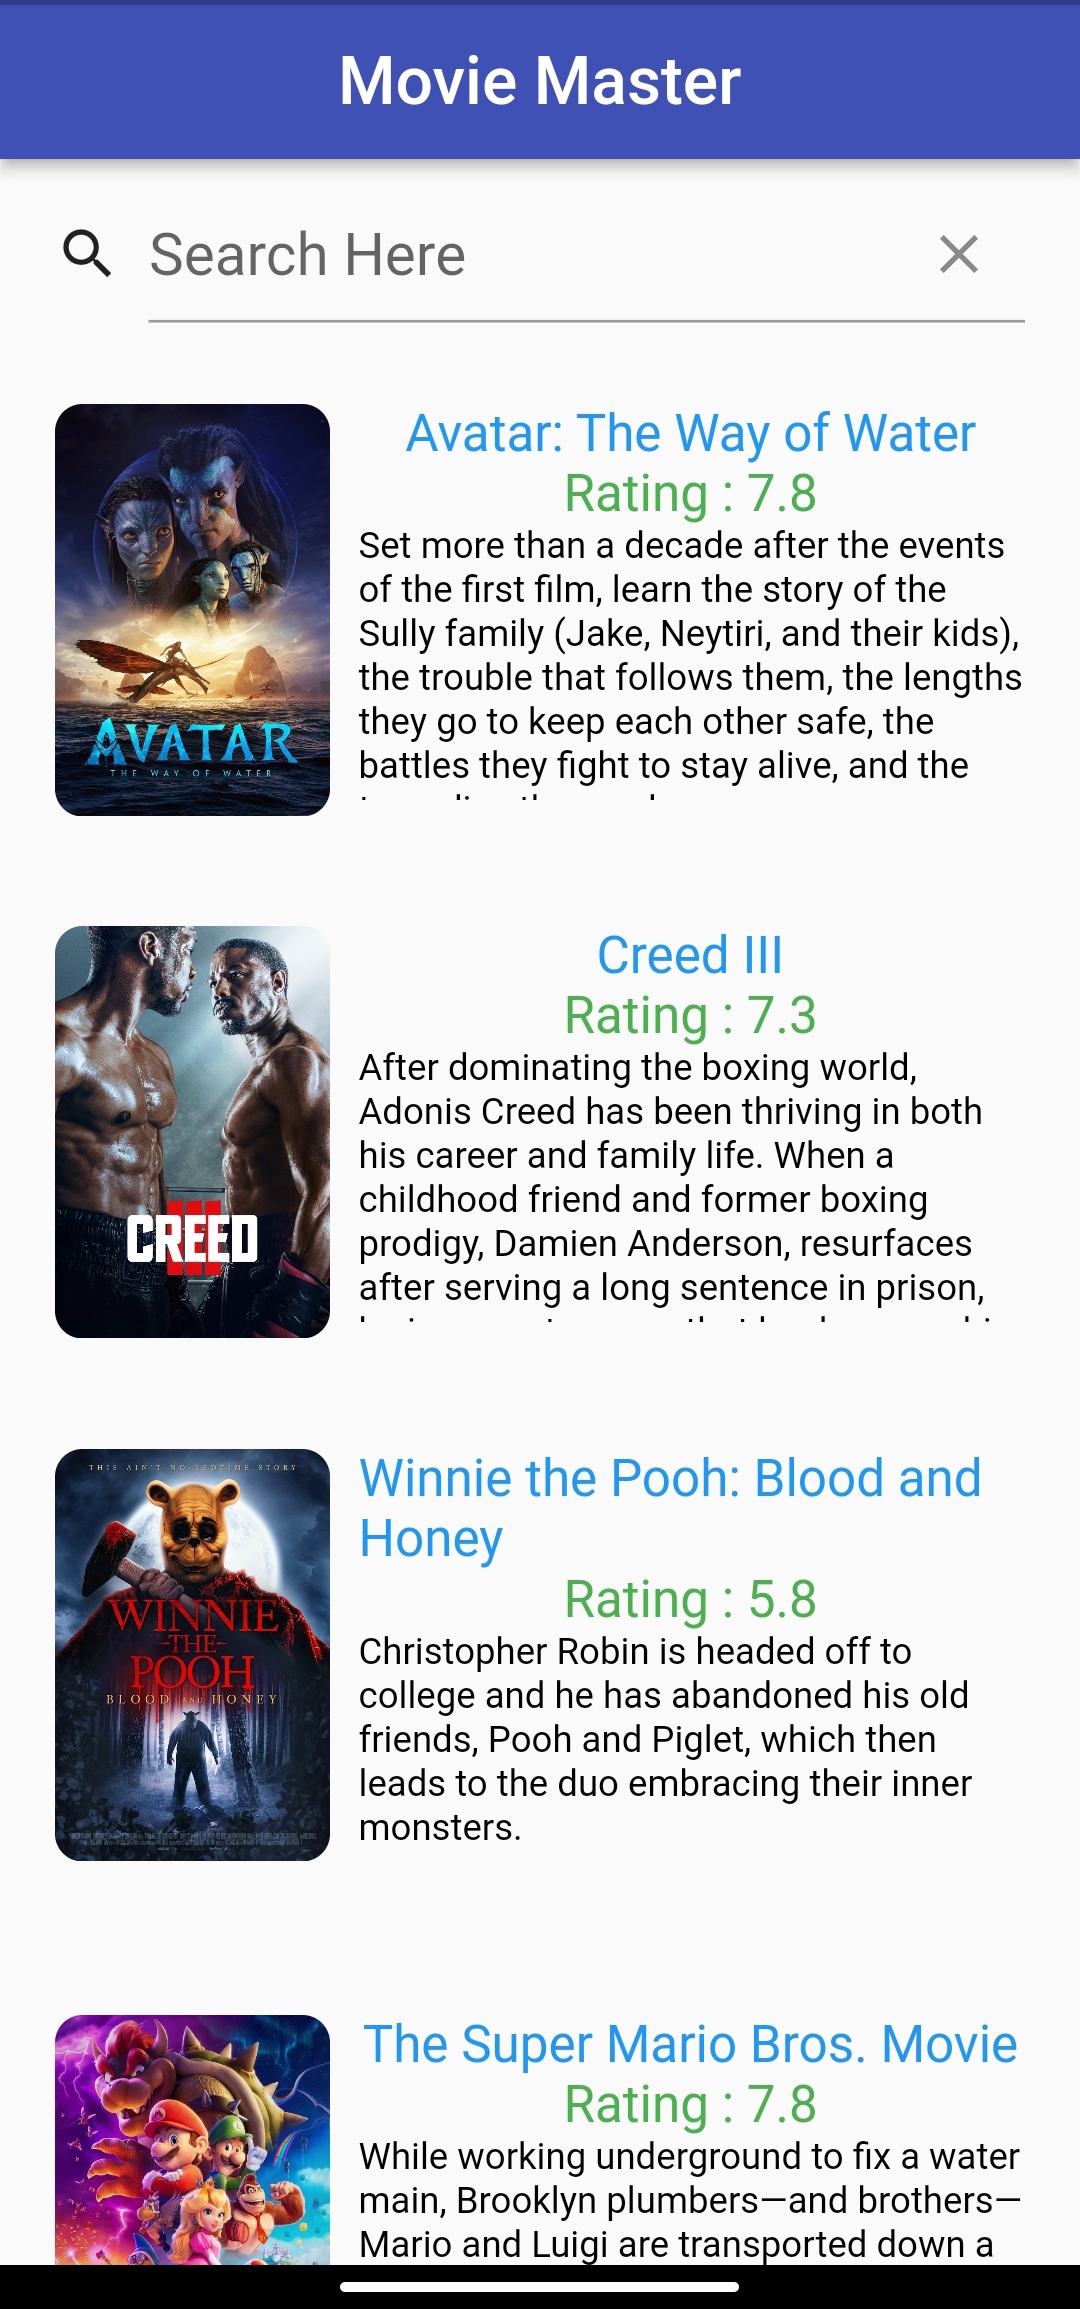 Movie Master
Search Here
AVATAR
THE WAY OF WATER
Avatar: The Way of Water
Rating : 7.8
Set more than a decade after the events
of the first film, learn the story of the
Sully family (Jake, Neytiri, and their kids),
the trouble that follows them, the lengths
they go to keep each other safe, the
battles they fight to stay alive, and the
CREED
III
Creed III
Rating : 7.3
After dominating the boxing world,
Adonis Creed has been thriving in both
his career and family life. When a
childhood friend and former boxing
prodigy, Damien Anderson, resurfaces
after serving a long sentence in prison,
THIS AIN'T NO BEDTIME STORY
WINNIE
THE
POOH
BLOOD AND HONEY
Winnie the Pooh: Blood and
Honey
Rating : 5.8
Christopher Robin is headed off to
college and he has abandoned his old
friends, Pooh and Piglet, which then
leads to the duo embracing their inner
monsters.
The Super Mario Bros. Movie
Rating : 7.8
While working underground to fix a water
main, Brooklyn plumbers—and brothers—
Mario and Luigi are transported down a